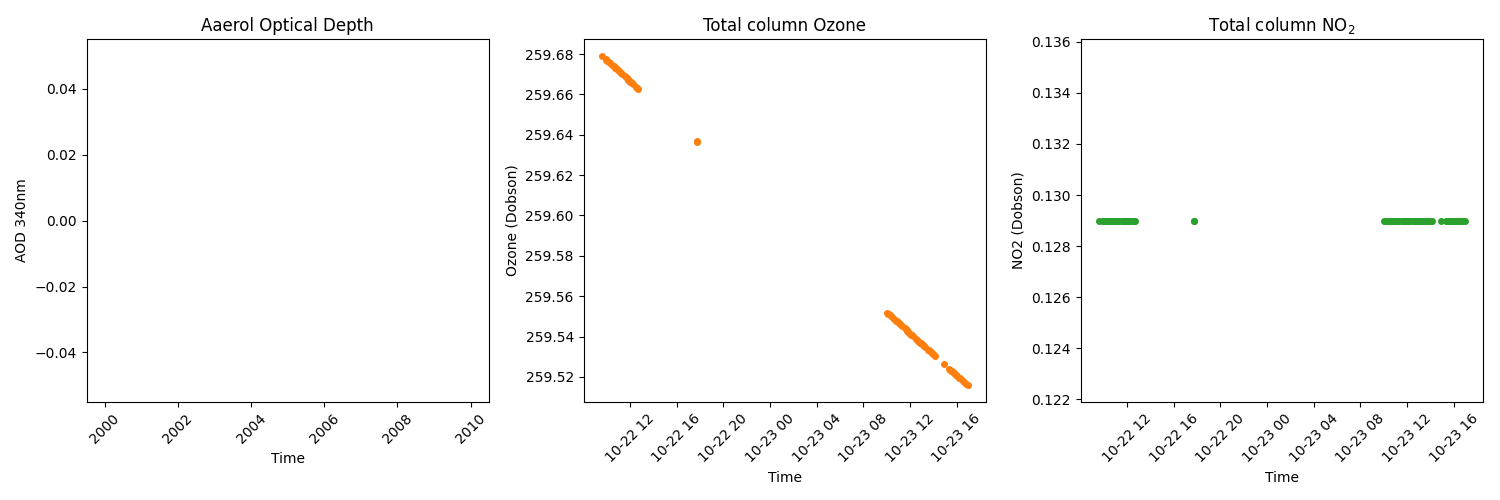 Aaerol Optical Depth
AOD 340nm
0.04
0.02
0.00
−0.02
−0.04
2000 2002 2004 2006 2008 2010
Time
Total column Ozone
Ozone (Dobson)
259.68
259.66
259.64
259.62
259.60
259.58
259.56
259.54
259.52
10-22 12 10-22 16 10-22 20 10-23 00 10-23 04 10-23 08 10-23 12 10-23 16
Time
Total column NO₂
NO2 (Dobson)
0.136
0.134
0.132
0.130
0.128
0.126
0.124
0.122
10-22 12 10-22 16 10-22 20 10-23 00 10-23 04 10-23 08 10-23 12 10-23 16
Time